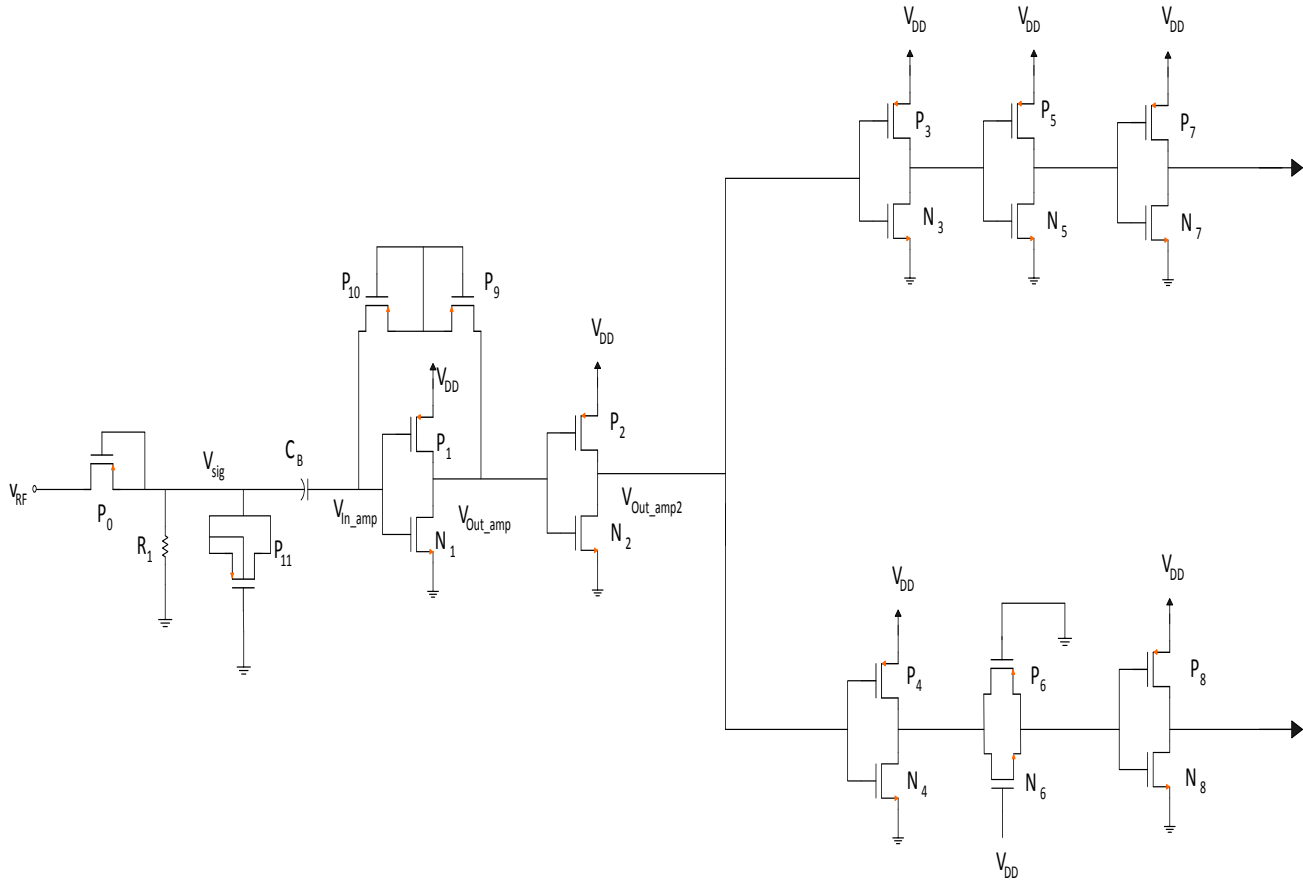 V_DD V_DD V_DD
P_3 P_5 P_7
N_3 N_5 N_7
P_10 P_9
V_DD
V_DD
P_2
P_1
C_B
V_sig
V_RF
V_In_amp V_Out_amp V_Out_amp2
P_0
R_1 P_11 N_1 N_2
V_DD V_DD
P_4 P_6 P_8
N_4 N_6 N_8
V_DD